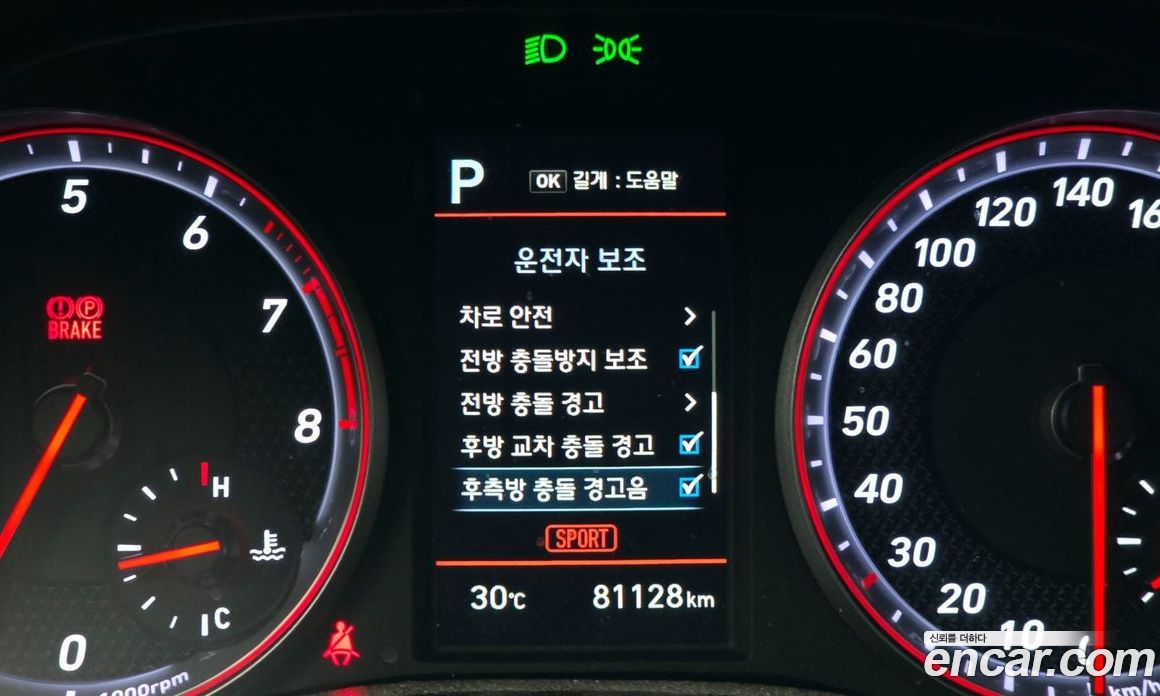 P
OK 길게 : 도움말
운전자 보조
차로 안전
전방 충돌방지 보조
전방 충돌 경고
후방 교차 충돌 경고
후측방 충돌 경고음
SPORT
30℃ 81128km
5
6
7
8
BRAKE
H
C
0
1000rpm
140
120
100
80
60
50
40
30
20
10
신뢰를 더하다
encar.com